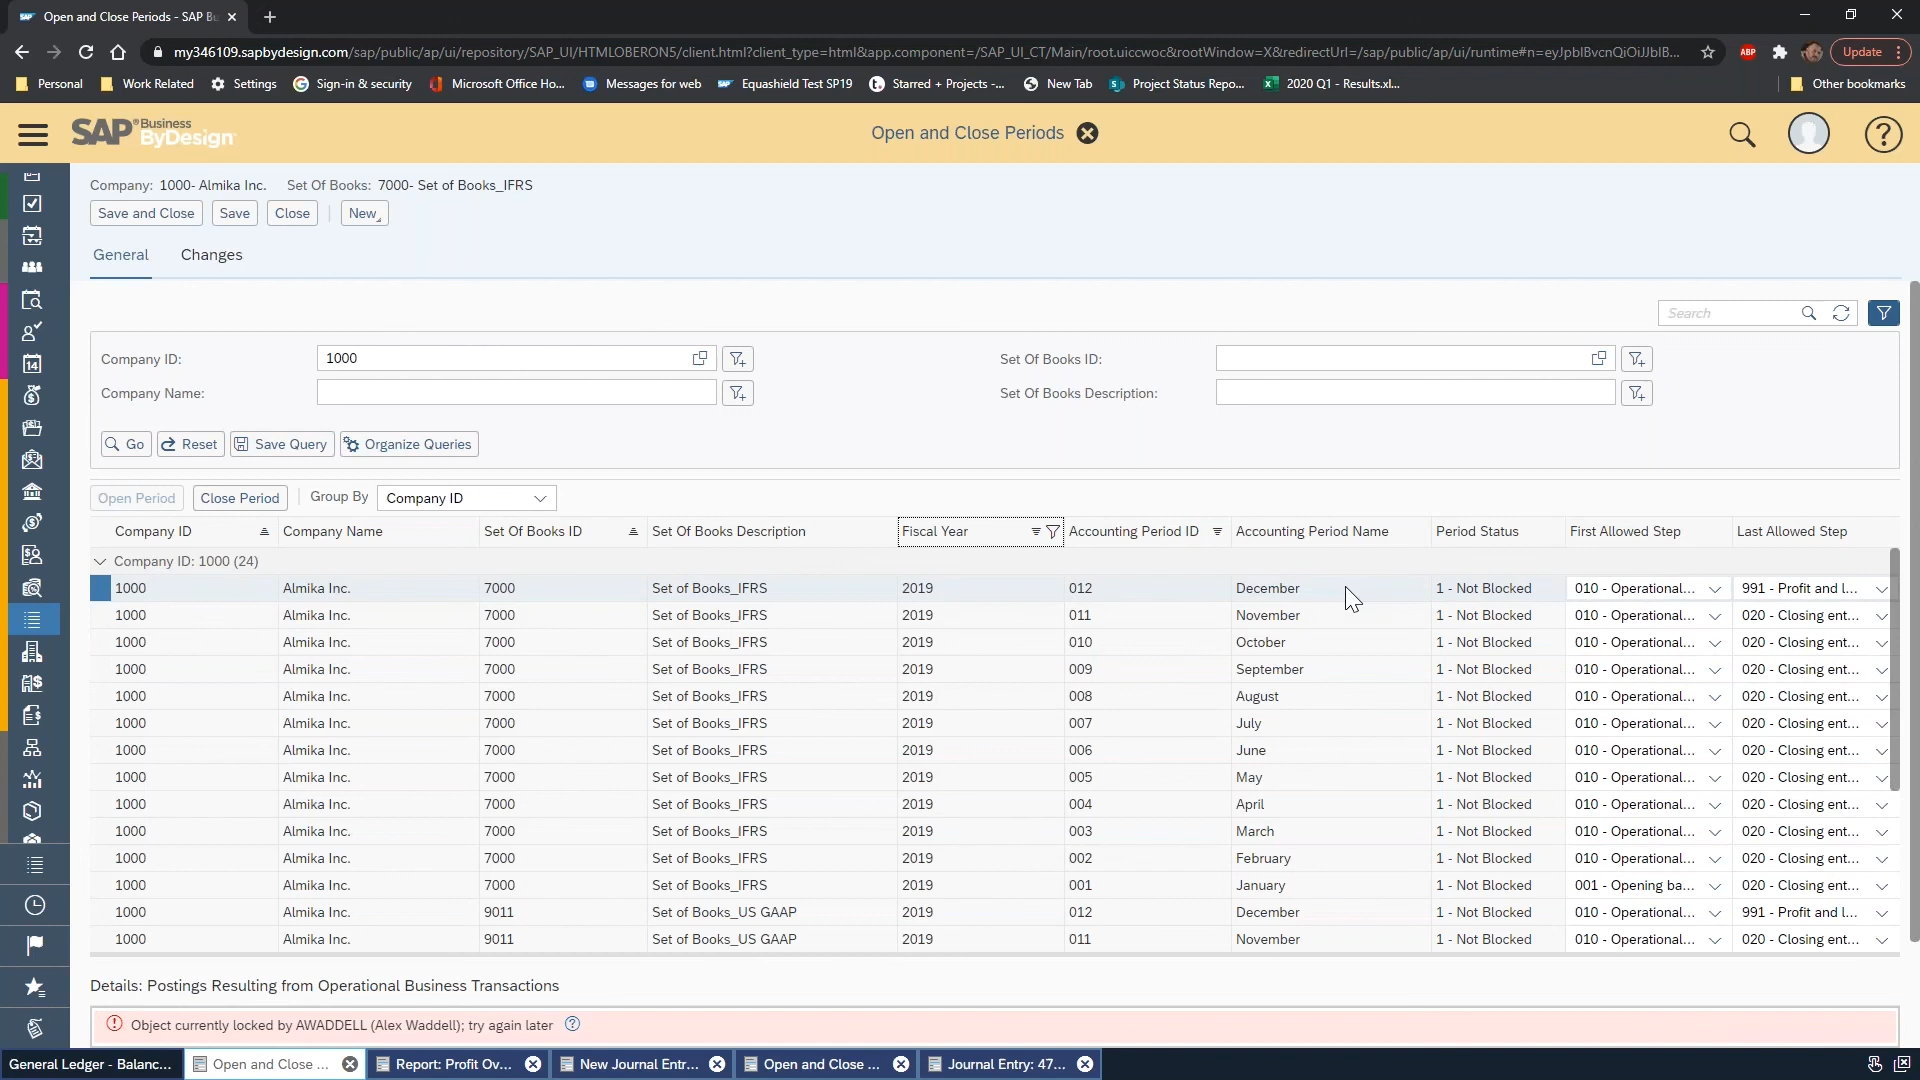 Open and Close Periods - SAP Bu
my346109.sapbydesign.com/sap/public/ap/ui/repository/SAP_UI/HTMLOBERON5/client.html?client_type=html&app.component=/SAP_UI_CT/Main/root.uiccwoc&rootWindow=X&redirectUrl=/sap/public/ap/ui/runtime#n=eyJpblBvcnQiOiJJblB... ABP Update
Personal Work Related Settings Sign-in & security Microsoft Office Ho... Messages for web Equashield Test SP19 Starred + Projects -... New Tab Project Status Repo... 2020 Q1 - Results.xl... Other bookmarks
SAP Business ByDesign Open and Close Periods
Company: 1000- Almika Inc. Set Of Books: 7000- Set of Books_IFRS
Save and Close Save Close New
General Changes
Search
Company ID: 1000 Set Of Books ID:
Company Name: Set Of Books Description:
Go Reset Save Query Organize Queries
Open Period Close Period Group By Company ID
Company ID Company Name Set Of Books ID Set Of Books Description Fiscal Year Accounting Period ID Accounting Period Name Period Status First Allowed Step Last Allowed Step
Company ID: 1000 (24)
1000 Almika Inc. 7000 Set of Books_IFRS 2019 012 December 1 - Not Blocked 010 - Operational... 991 - Profit and l...
1000 Almika Inc. 7000 Set of Books_IFRS 2019 011 November 1 - Not Blocked 010 - Operational... 020 - Closing ent...
1000 Almika Inc. 7000 Set of Books_IFRS 2019 010 October 1 - Not Blocked 010 - Operational... 020 - Closing ent...
1000 Almika Inc. 7000 Set of Books_IFRS 2019 009 September 1 - Not Blocked 010 - Operational... 020 - Closing ent...
1000 Almika Inc. 7000 Set of Books_IFRS 2019 008 August 1 - Not Blocked 010 - Operational... 020 - Closing ent...
1000 Almika Inc. 7000 Set of Books_IFRS 2019 007 July 1 - Not Blocked 010 - Operational... 020 - Closing ent...
1000 Almika Inc. 7000 Set of Books_IFRS 2019 006 June 1 - Not Blocked 010 - Operational... 020 - Closing ent...
1000 Almika Inc. 7000 Set of Books_IFRS 2019 005 May 1 - Not Blocked 010 - Operational... 020 - Closing ent...
1000 Almika Inc. 7000 Set of Books_IFRS 2019 004 April 1 - Not Blocked 010 - Operational... 020 - Closing ent...
1000 Almika Inc. 7000 Set of Books_IFRS 2019 003 March 1 - Not Blocked 010 - Operational... 020 - Closing ent...
1000 Almika Inc. 7000 Set of Books_IFRS 2019 002 February 1 - Not Blocked 010 - Operational... 020 - Closing ent...
1000 Almika Inc. 7000 Set of Books_IFRS 2019 001 January 1 - Not Blocked 001 - Opening ba... 020 - Closing ent...
1000 Almika Inc. 9011 Set of Books_US GAAP 2019 012 December 1 - Not Blocked 010 - Operational... 991 - Profit and l...
1000 Almika Inc. 9011 Set of Books_US GAAP 2019 011 November 1 - Not Blocked 010 - Operational... 020 - Closing ent...
Details: Postings Resulting from Operational Business Transactions
Object currently locked by AWADDELL (Alex Waddell); try again later
General Ledger - Balanc... Open and Close ... Report: Profit Ov... New Journal Entr... Open and Close ... Journal Entry: 47...